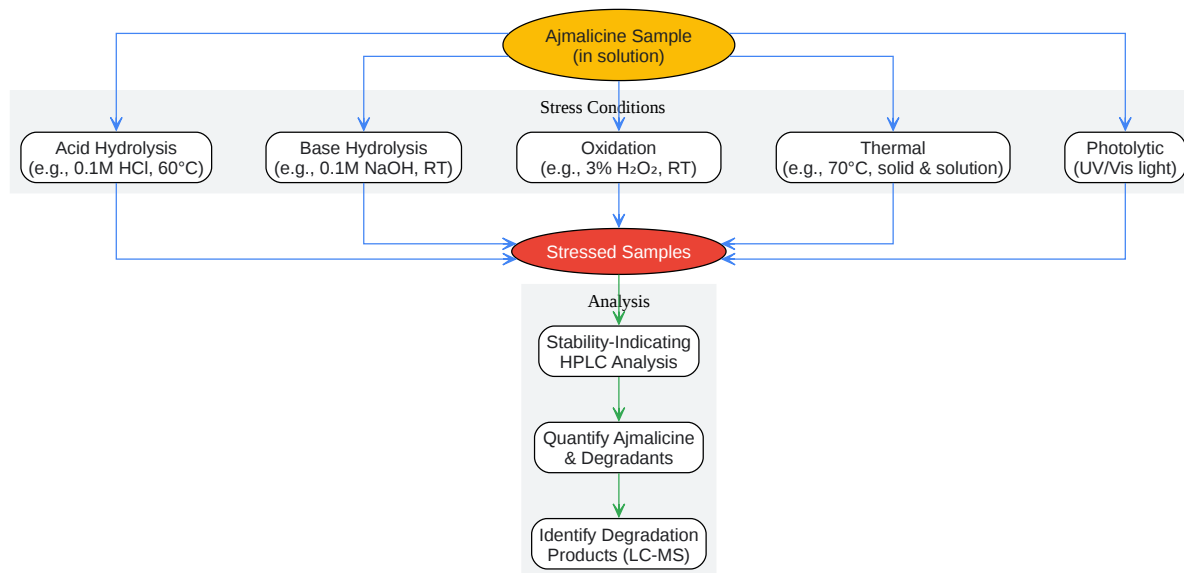 Ajmalicine Sample
(in solution)
Stress Conditions
Acid Hydrolysis
(e.g., 0.1M HCl, 60°C)
Base Hydrolysis
(e.g., 0.1M NaOH, RT)
Oxidation
(e.g., 3% H₂O₂, RT)
Thermal
(e.g., 70°C, solid & solution)
Photolytic
(UV/Vis light)
Stressed Samples
Analysis
Stability-Indicating
HPLC Analysis
Quantify Ajmalicine
& Degradants
Identify Degradation
Products (LC-MS)